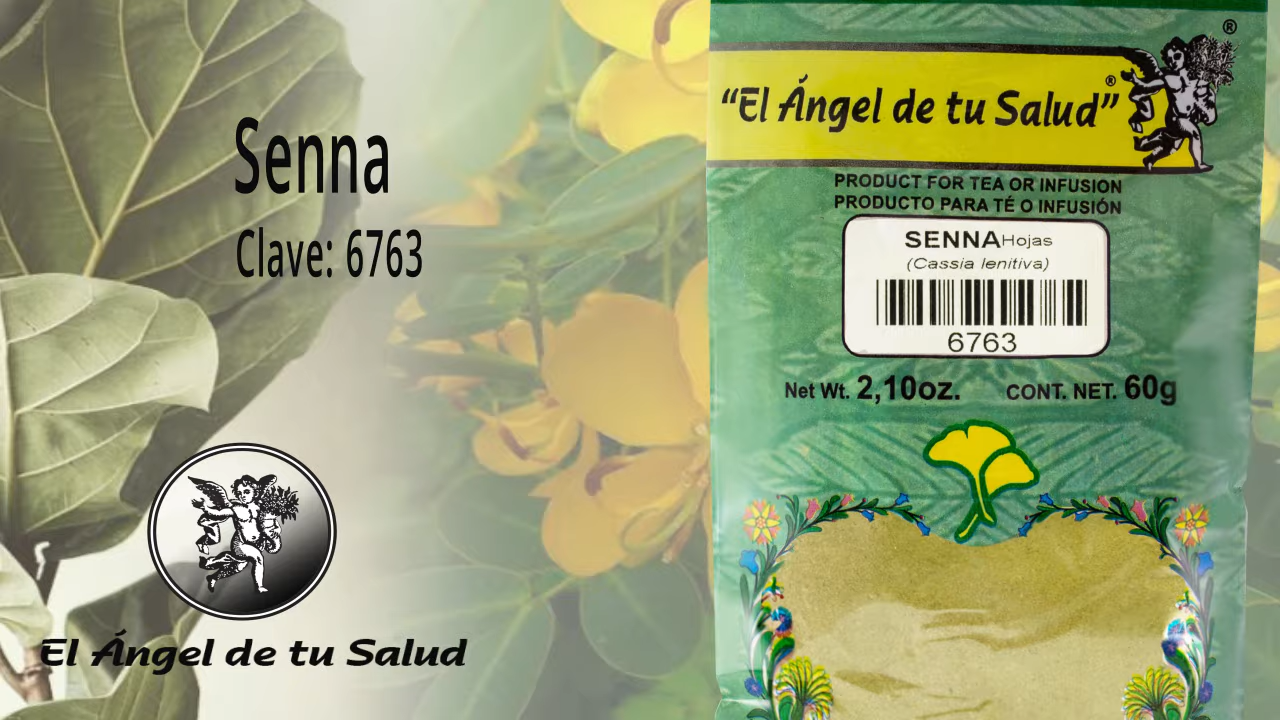 Senna
Clave: 6763
El Ángel de tu Salud
®
“El Ángel de tu Salud”®
PRODUCT FOR TEA OR INFUSION
PRODUCTO PARA TÉ O INFUSIÓN
SENNA Hojas
(Cassia lenitiva)
6763
Net Wt. 2,10oz. CONT. NET. 60g